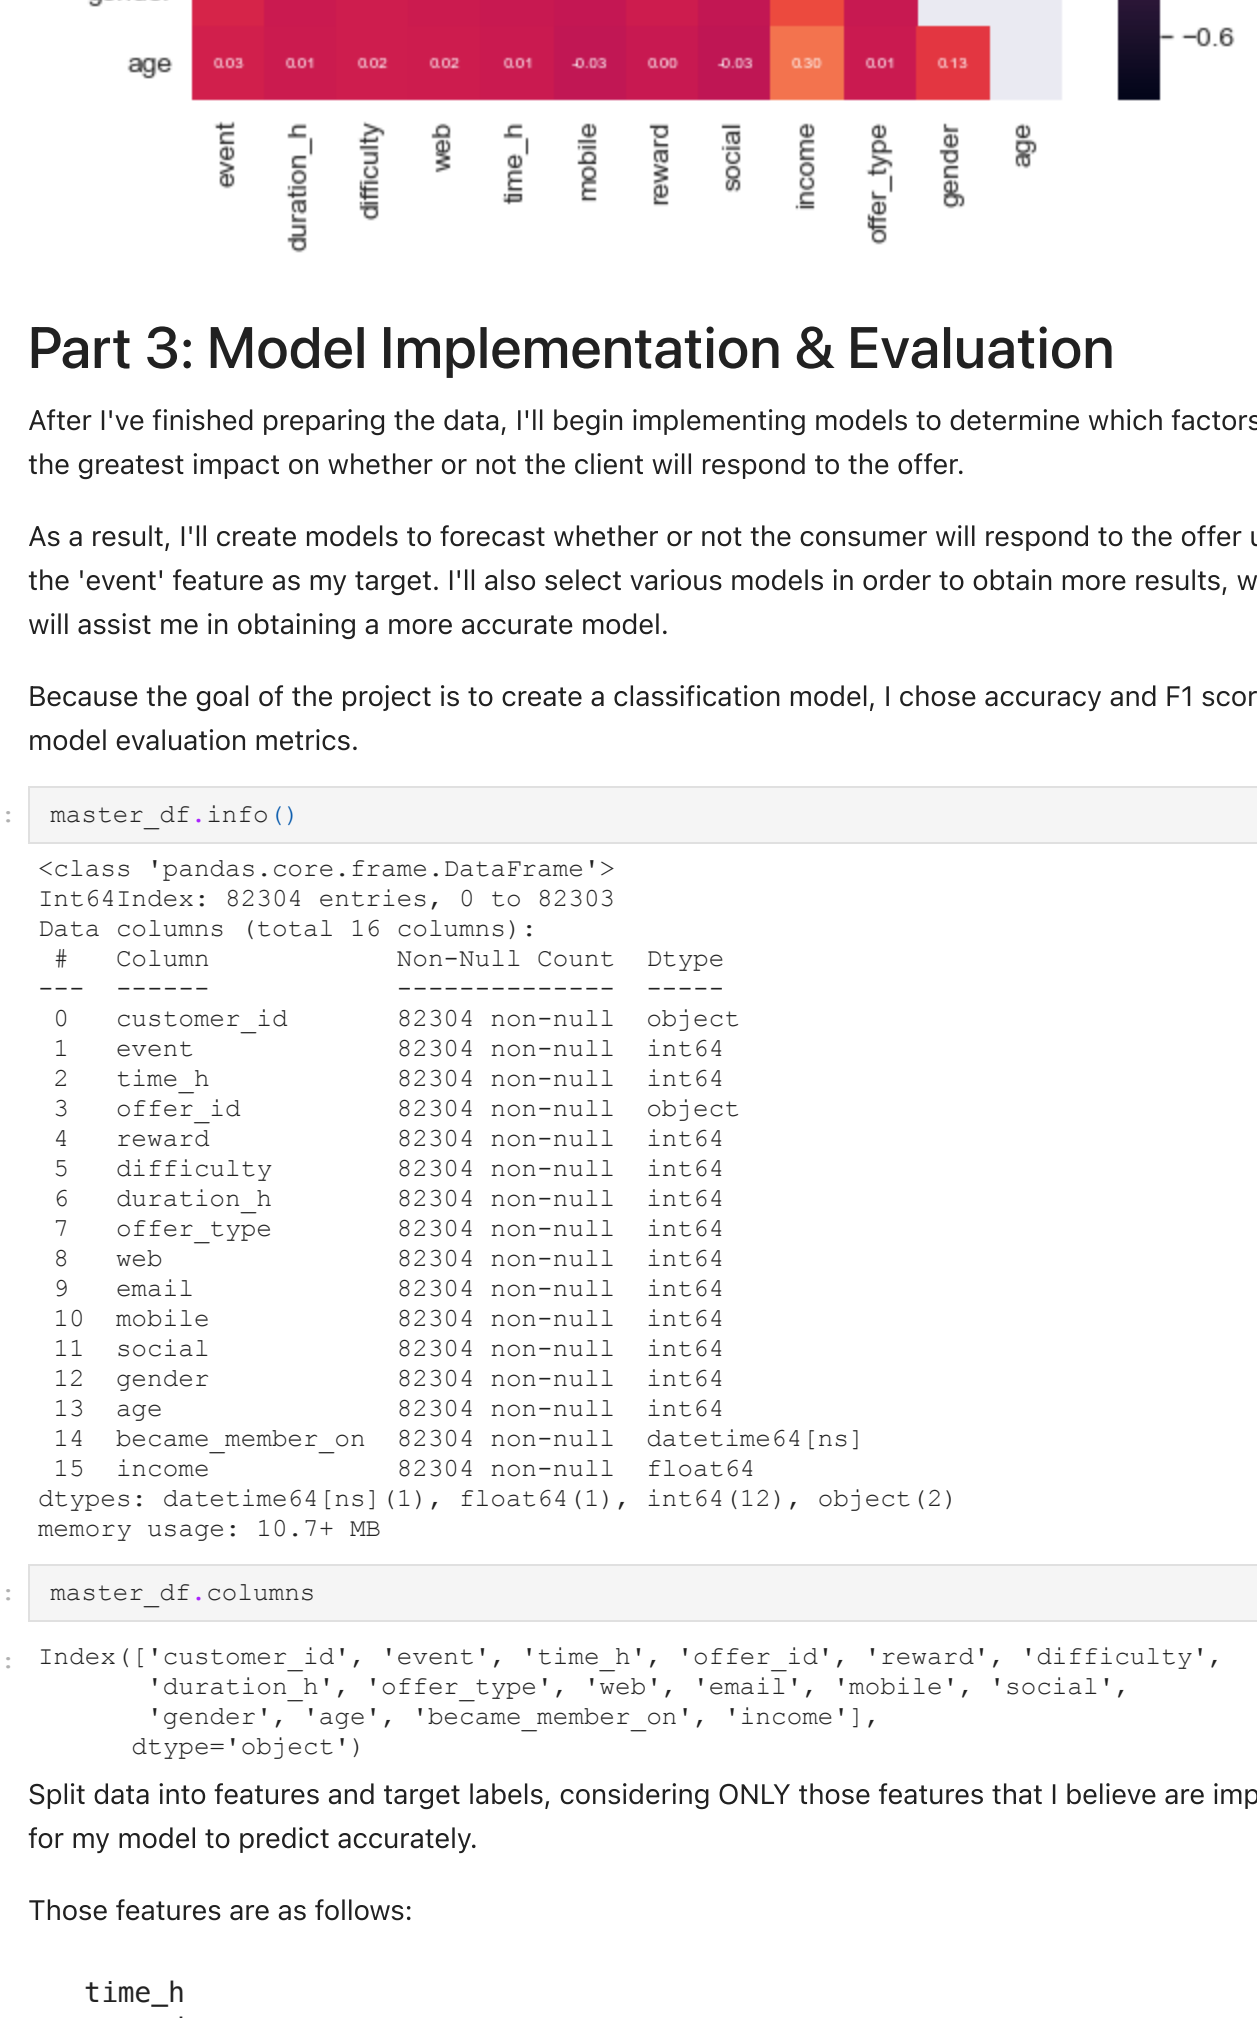 −0.6
age 0.03 0.01 0.02 0.02 0.01 -0.03 0.00 -0.03 0.30 0.01 0.13
event duration_h difficulty web time_h mobile reward social income offer_type gender age
Part 3: Model Implementation & Evaluation
After I've finished preparing the data, I'll begin implementing models to determine which factors
the greatest impact on whether or not the client will respond to the offer.
As a result, I'll create models to forecast whether or not the consumer will respond to the offer
the 'event' feature as my target. I'll also select various models in order to obtain more results,
will assist me in obtaining a more accurate model.
Because the goal of the project is to create a classification model, I chose accuracy and F1
model evaluation metrics.
: master_df.info()
<class 'pandas.core.frame.DataFrame'>
Int64Index: 82304 entries, 0 to 82303
Data columns (total 16 columns):
# Column Non-Null Count Dtype
--- ------ -------------- -----
0 customer_id 82304 non-null object
1 event 82304 non-null int64
2 time_h 82304 non-null int64
3 offer_id 82304 non-null object
4 reward 82304 non-null int64
5 difficulty 82304 non-null int64
6 duration_h 82304 non-null int64
7 offer_type 82304 non-null int64
8 web 82304 non-null int64
9 email 82304 non-null int64
10 mobile 82304 non-null int64
11 social 82304 non-null int64
12 gender 82304 non-null int64
13 age 82304 non-null int64
14 became_member_on 82304 non-null datetime64[ns]
15 income 82304 non-null float64
dtypes: datetime64[ns](1), float64(1), int64(12), object(2)
memory usage: 10.7+ MB
: master_df.columns
: Index(['customer_id', 'event', 'time_h', 'offer_id', 'reward', 'difficulty',
'duration_h', 'offer_type', 'web', 'email', 'mobile', 'social',
'gender', 'age', 'became_member_on', 'income'],
dtype='object')
Split data into features and target labels, considering ONLY those features that I believe are
for my model to predict accurately.
Those features are as follows:
time_h